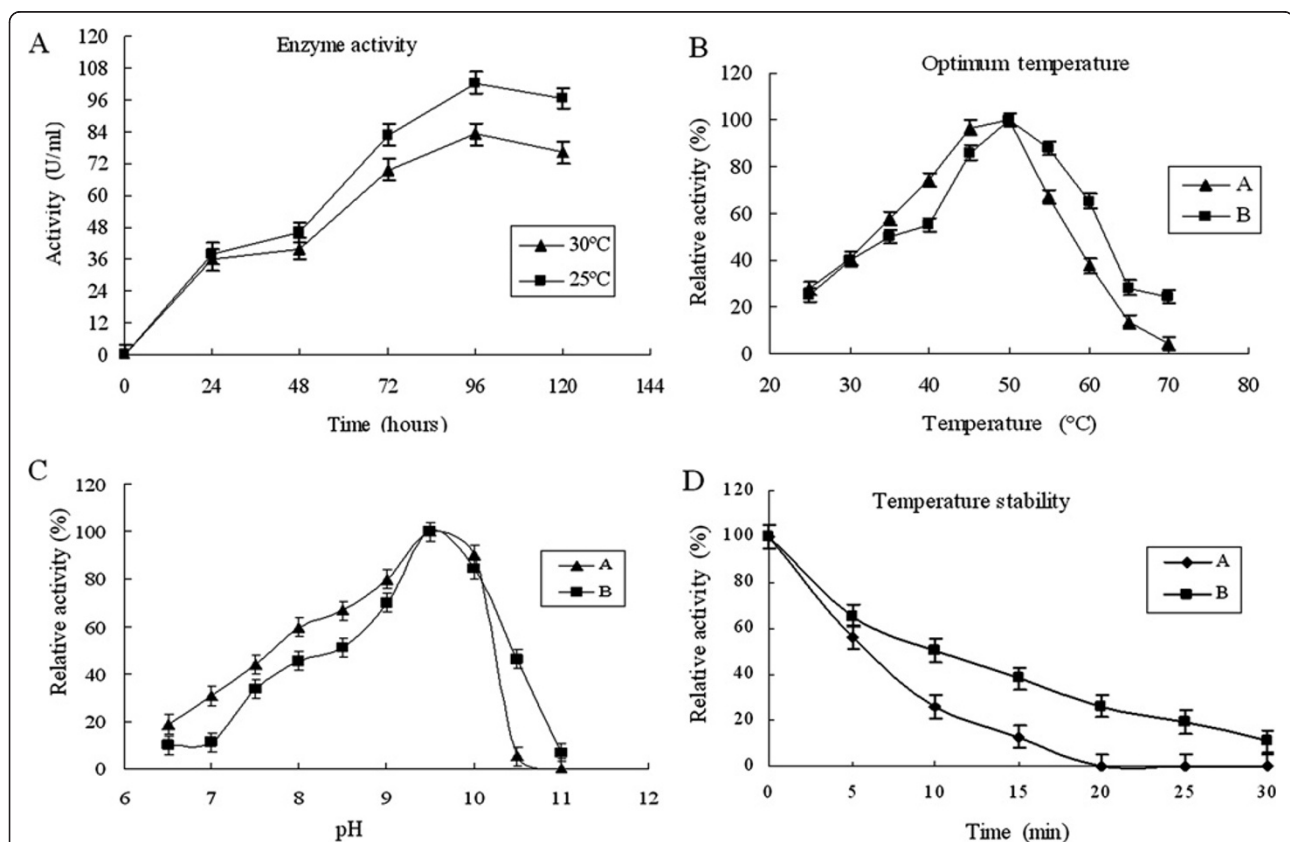 A
Enzyme activity
120
108
96
84
72
60
48
36
24
12
0
Activity (U/ml)
30°C
25°C
0 24 48 72 96 120 144
Time (hours)
B
Optimum temperature
120
100
80
60
40
20
0
Relative activity (%)
A
B
20 30 40 50 60 70 80
Temperature (°C)
C
120
100
80
60
40
20
0
Relative activity (%)
A
B
6 7 8 9 10 11 12
pH
D
Temperature stability
120
100
80
60
40
20
0
Relative activity (%)
A
B
0 5 10 15 20 25 30
Time (min)